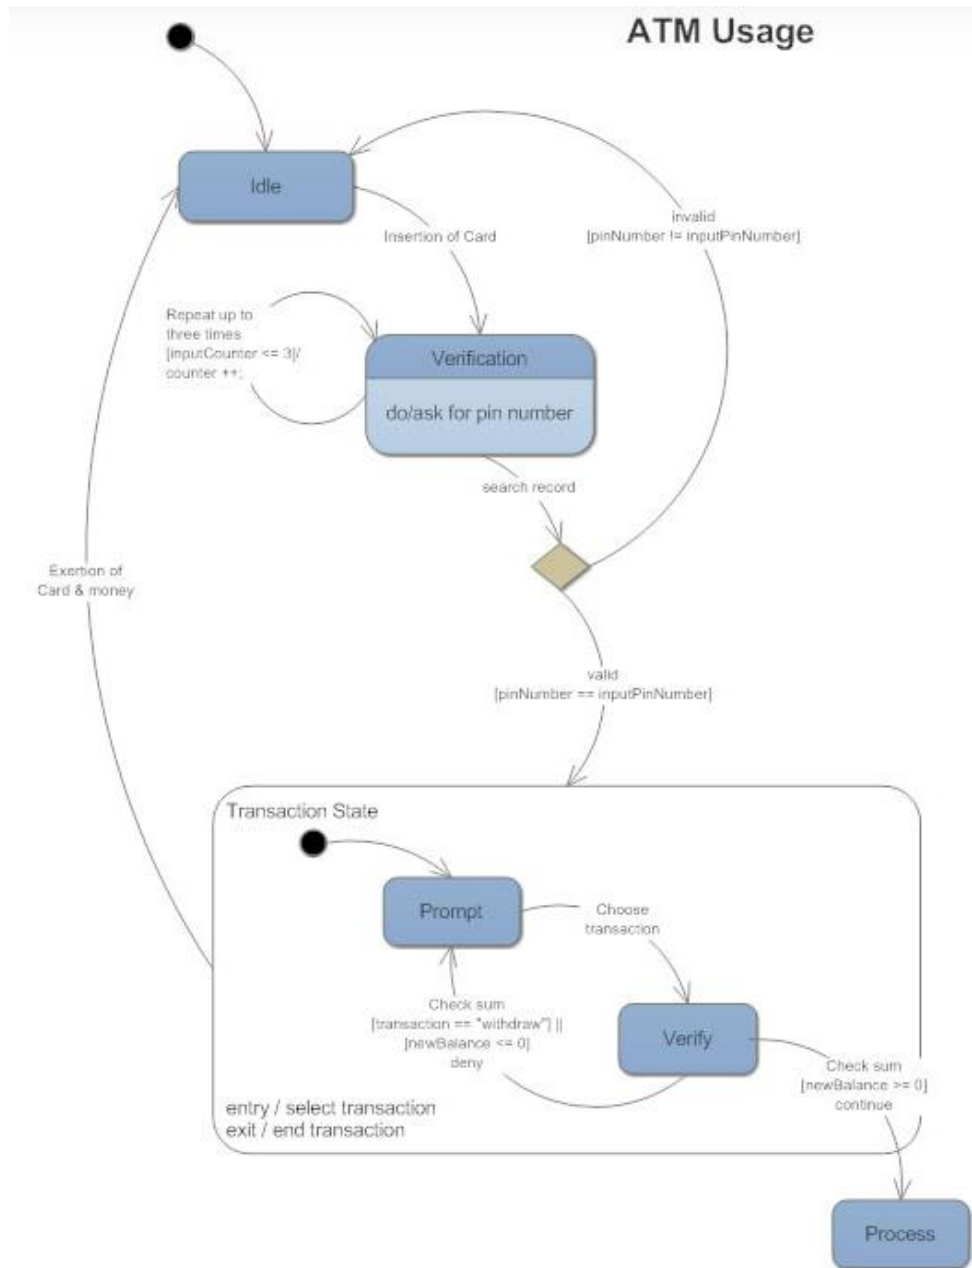 ATM Usage
Idle
invalid
[pinNumber != inputPinNumber]
Insertion of Card
Repeat up to
three times
[inputCounter <= 3]/
counter ++;
Verification
do/ask for pin number
search record
Exertion of
Card & money
valid
[pinNumber == inputPinNumber]
Transaction State
Prompt
Choose
transaction
Check sum
[transaction == "withdraw"] ||
[newBalance <= 0]
deny
Verify
Check sum
[newBalance >= 0]
continue
entry / select transaction
exit / end transaction
Process